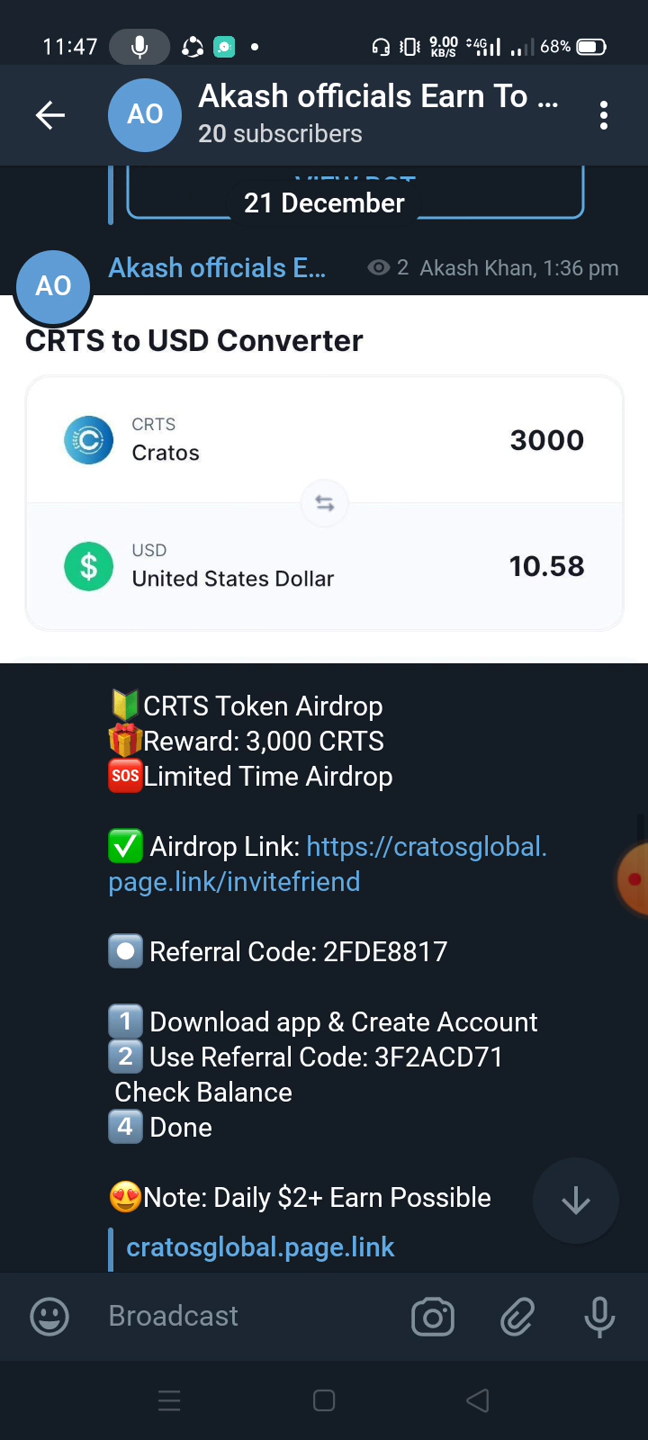 11:47
9.00
KB/S
4G
68%
AO
Akash officials Earn To ...
20 subscribers
VIEW BOT
21 December
AO
Akash officials E...
2 Akash Khan, 1:36 pm
CRTS to USD Converter
CRTS
Cratos
3000
USD
United States Dollar
10.58
🔰CRTS Token Airdrop
🎁Reward: 3,000 CRTS
🆘Limited Time Airdrop
✅ Airdrop Link: https://cratosglobal.
page.link/invitefriend
⏺ Referral Code: 2FDE8817
1️⃣ Download app & Create Account
2️⃣ Use Referral Code: 3F2ACD71
Check Balance
4️⃣ Done
😍Note: Daily $2+ Earn Possible
cratosglobal.page.link
Broadcast